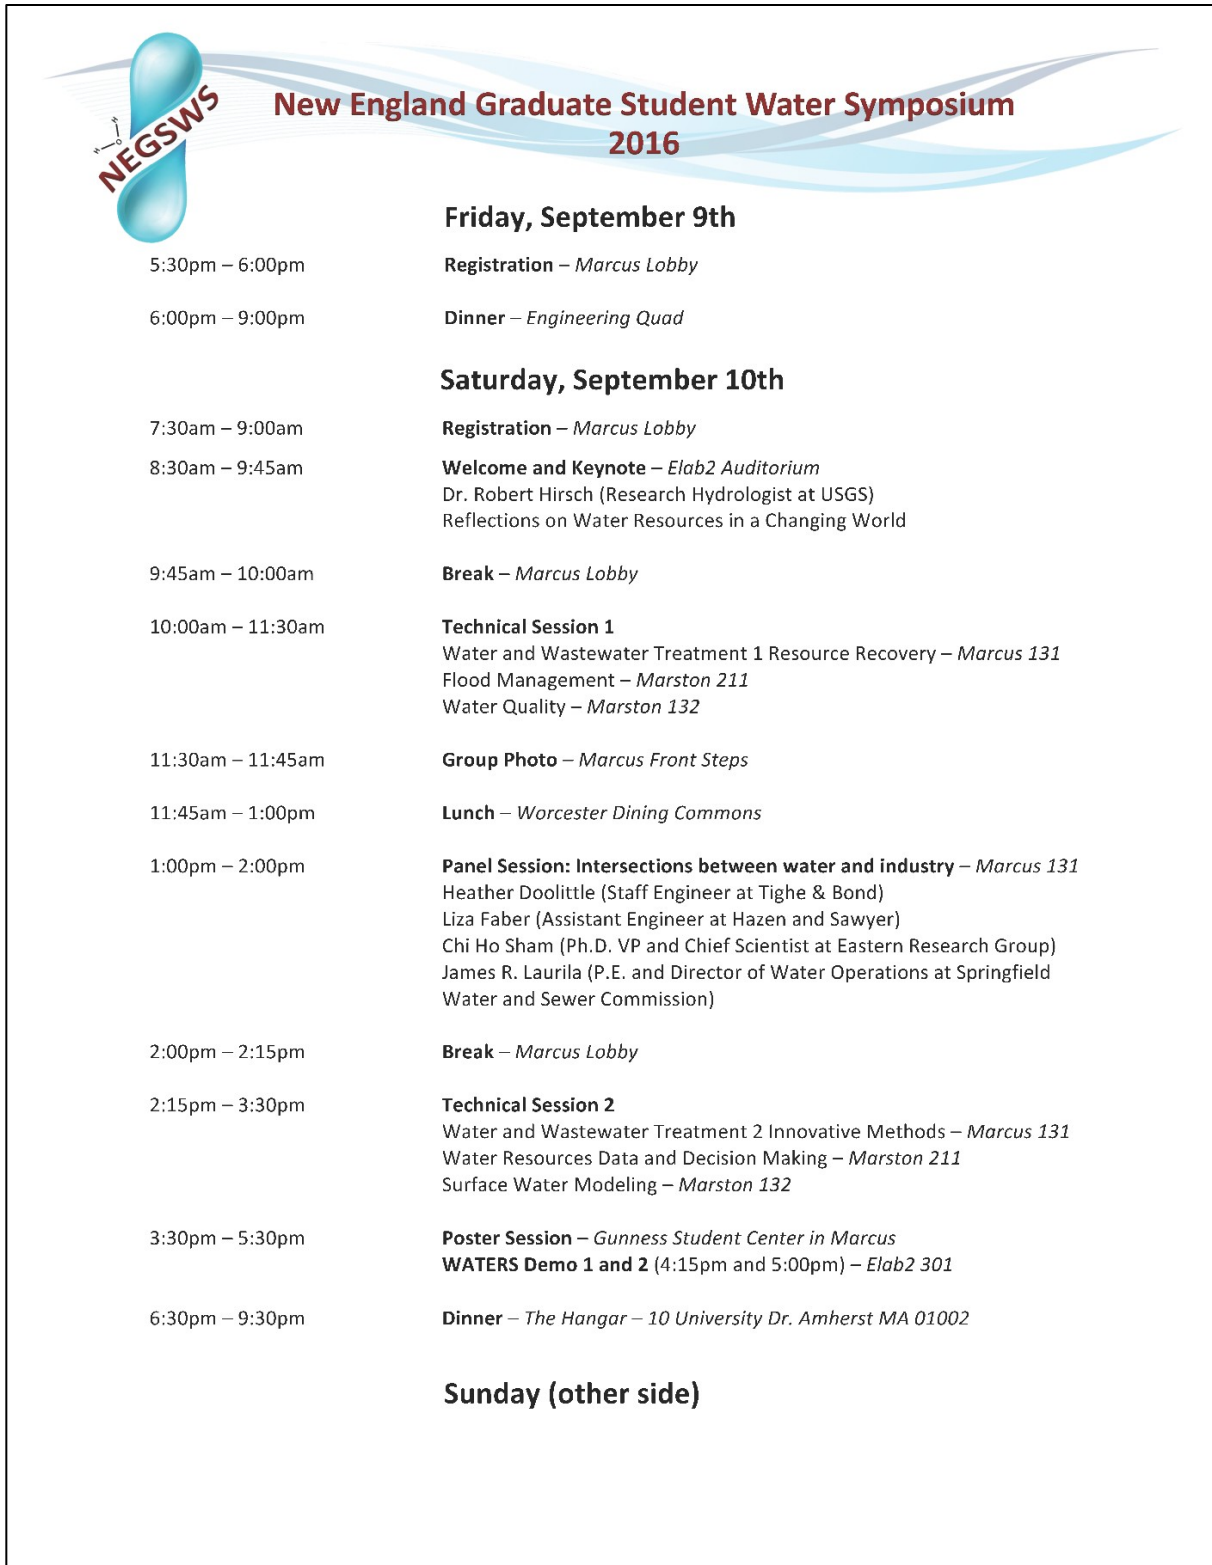 H O H
NEGSWS
New England Graduate Student Water Symposium
2016
Friday, September 9th
5:30pm – 6:00pm Registration – Marcus Lobby
6:00pm – 9:00pm Dinner – Engineering Quad
Saturday, September 10th
7:30am – 9:00am Registration – Marcus Lobby
8:30am – 9:45am Welcome and Keynote – Elab2 Auditorium
Dr. Robert Hirsch (Research Hydrologist at USGS)
Reflections on Water Resources in a Changing World
9:45am – 10:00am Break – Marcus Lobby
10:00am – 11:30am Technical Session 1
Water and Wastewater Treatment 1 Resource Recovery – Marcus 131
Flood Management – Marston 211
Water Quality – Marston 132
11:30am – 11:45am Group Photo – Marcus Front Steps
11:45am – 1:00pm Lunch – Worcester Dining Commons
1:00pm – 2:00pm Panel Session: Intersections between water and industry – Marcus 131
Heather Doolittle (Staff Engineer at Tighe & Bond)
Liza Faber (Assistant Engineer at Hazen and Sawyer)
Chi Ho Sham (Ph.D. VP and Chief Scientist at Eastern Research Group)
James R. Laurila (P.E. and Director of Water Operations at Springfield
Water and Sewer Commission)
2:00pm – 2:15pm Break – Marcus Lobby
2:15pm – 3:30pm Technical Session 2
Water and Wastewater Treatment 2 Innovative Methods – Marcus 131
Water Resources Data and Decision Making – Marston 211
Surface Water Modeling – Marston 132
3:30pm – 5:30pm Poster Session – Gunness Student Center in Marcus
WATERS Demo 1 and 2 (4:15pm and 5:00pm) – Elab2 301
6:30pm – 9:30pm Dinner – The Hangar – 10 University Dr. Amherst MA 01002
Sunday (other side)